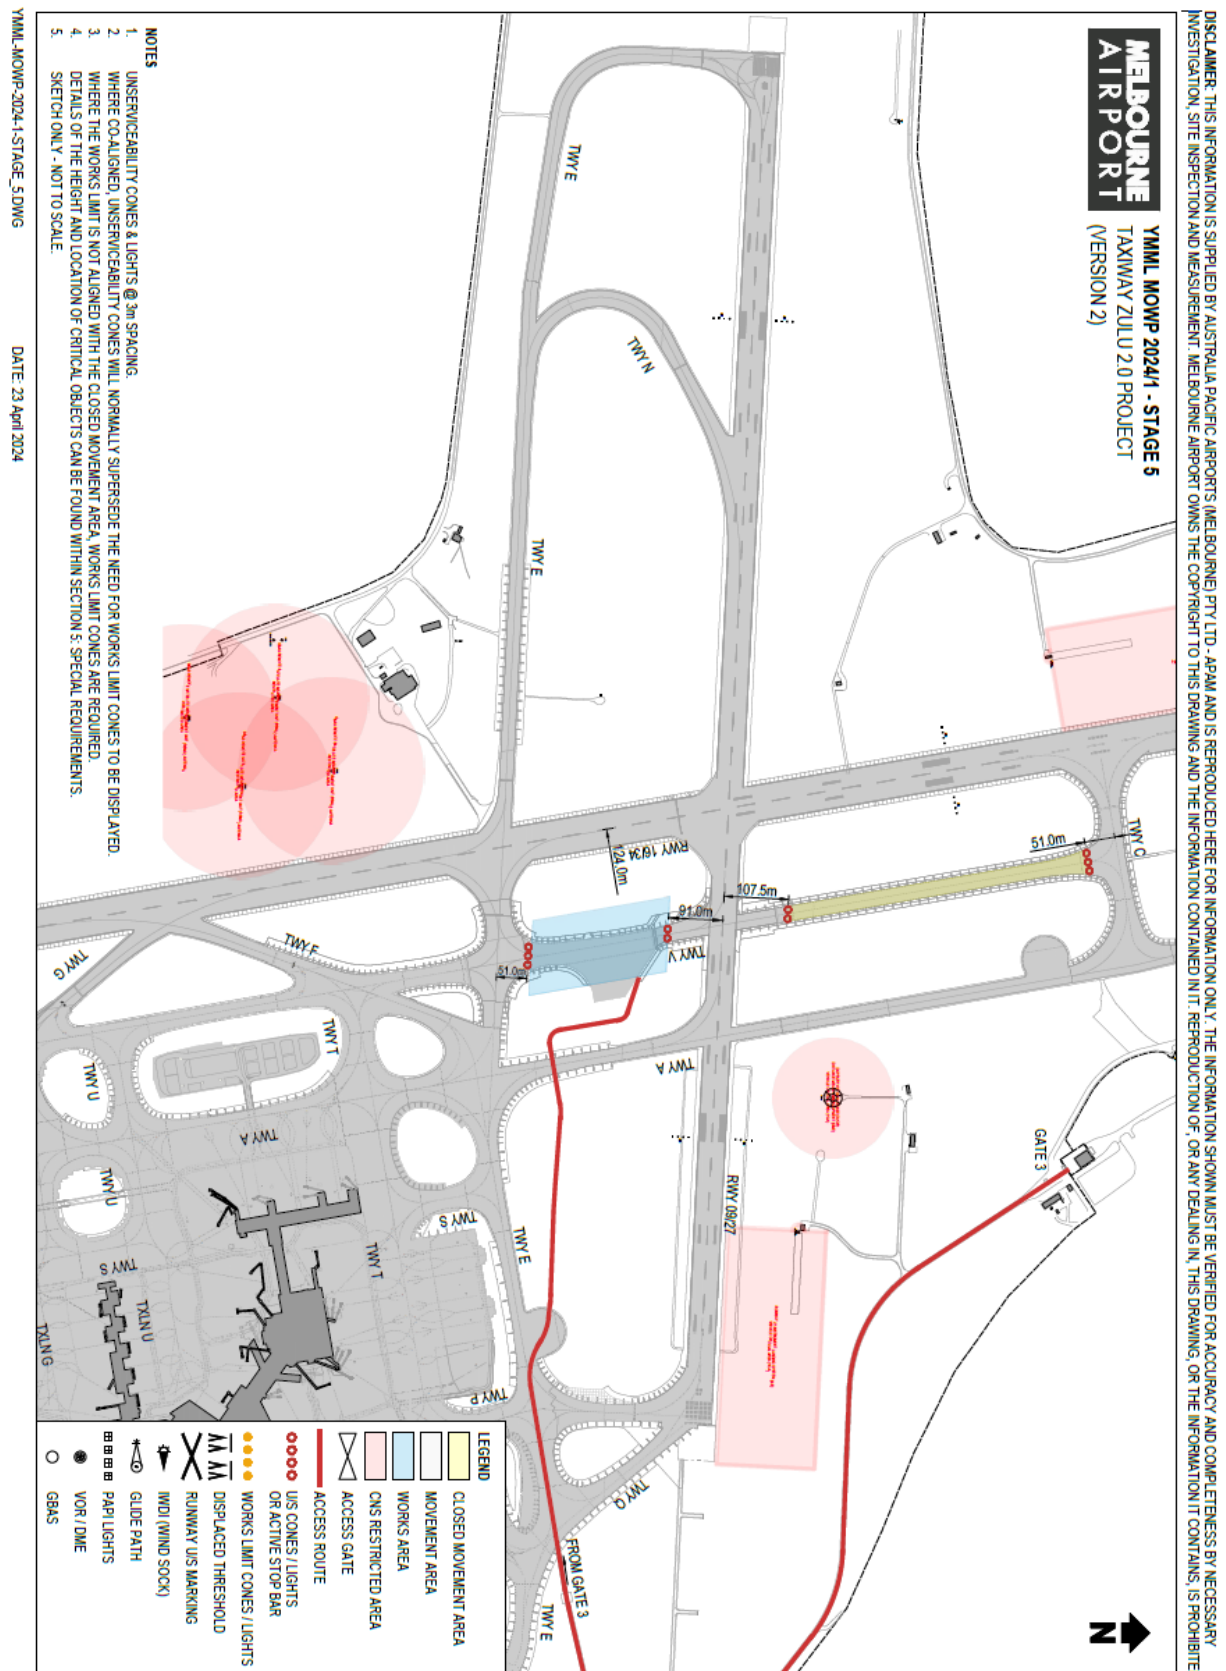 DISCLAIMER: THIS INFORMATION IS SUPPLIED BY AUSTRALIA PACIFIC AIRPORTS (MELBOURNE) PTY LTD - APAM AND IS REPRODUCED HERE FOR INFORMATION ONLY. THE INFORMATION SHOWN MUST BE VERIFIED FOR ACCURACY AND COMPLETENESS BY NECESSARY
INVESTIGATION, SITE INSPECTION AND MEASUREMENT. MELBOURNE AIRPORT OWNS THE COPYRIGHT TO THIS DRAWING AND THE INFORMATION CONTAINED IN IT. REPRODUCTION OF, OR ANY DEALING IN, THIS DRAWING, OR THE INFORMATION IT CONTAINS, IS PROHIBITE
MELBOURNE
AIRPORT
YMML MOWP 2024/1 - STAGE 5
TAXIWAY ZULU 2.0 PROJECT
(VERSION 2)
N
TWY C
51.0m
GATE 3
107.5m
RWY 09/27
91.0m
TWY V
TWY A
RWY 16/34
124.0m
TWY N
TWY E
TWY E
51.0m
TWY E
TWY Q
FROM GATE 3
TWY E
TWY P
TWY S
TWY T
TWY F
TWY T
TWY A
TWY G
TWY U
TWY U
TWY S
TXLN U
TXLN G
LEGEND
CLOSED MOVEMENT AREA
MOVEMENT AREA
WORKS AREA
CNS RESTRICTED AREA
ACCESS GATE
ACCESS ROUTE
U/S CONES / LIGHTS
OR ACTIVE STOP BAR
WORKS LIMIT CONES / LIGHTS
DISPLACED THRESHOLD
RUNWAY U/S MARKING
IWDI (WIND SOCK)
GLIDE PATH
PAPI LIGHTS
VOR / DME
GBAS
NOTES
1. UNSERVICEABILITY CONES & LIGHTS @ 3m SPACING.
2. WHERE CO-ALIGNED, UNSERVICEABILITY CONES WILL NORMALLY SUPERSEDE THE NEED FOR WORKS LIMIT CONES TO BE DISPLAYED.
3. WHERE THE WORKS LIMIT IS NOT ALIGNED WITH THE CLOSED MOVEMENT AREA, WORKS LIMIT CONES ARE REQUIRED.
4. DETAILS OF THE HEIGHT AND LOCATION OF CRITICAL OBJECTS CAN BE FOUND WITHIN SECTION 5: SPECIAL REQUIREMENTS.
5. SKETCH ONLY - NOT TO SCALE.
YMML-MOWP-2024-1-STAGE_5.DWG
DATE: 23 April 2024